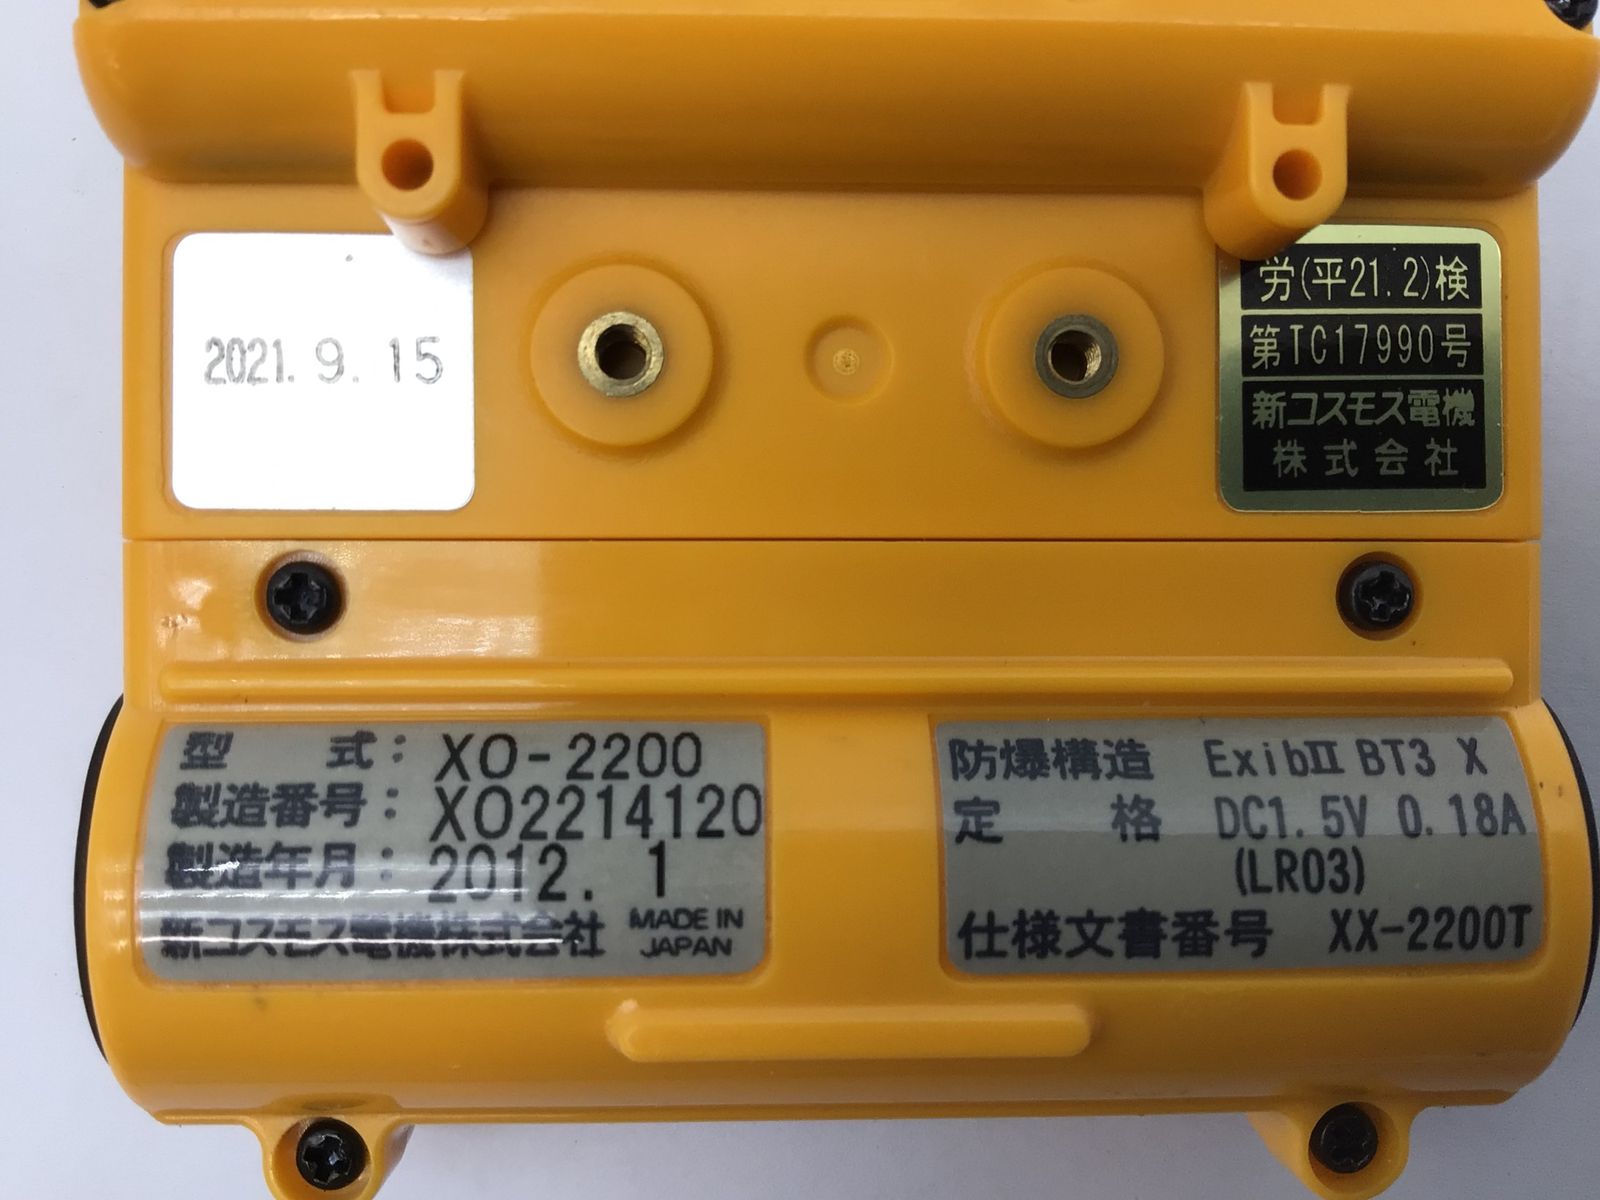 2021. 9. 15
労(平21.2)検
第TC17990号
新コスモス電機
株式会社
型 式: XO-2200
製造番号: XO2214120
製造年月: 2012. 1
新コスモス電機株式会社 MADE IN JAPAN
防爆構造 ExibⅡBT3 X
定 格 DC1.5V 0.18A
(LR03)
仕様文書番号 XX-2200T